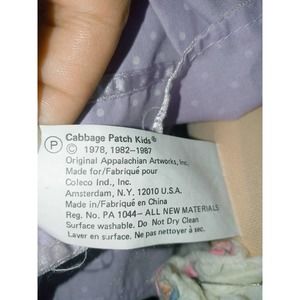 P
Cabbage Patch Kids®
© 1978, 1982-1987
Original Appalachian Artworks, Inc.
Made for/Fabriqué pour
Coleco Ind., Inc.
Amsterdam, N.Y. 12010 U.S.A.
Made in/Fabriqué en China
Reg. No. PA 1044- ALL NEW MATERIALS
Surface washable. Do Not Dry Clean
Laver en surface. Ne pas nettoyer à sec.